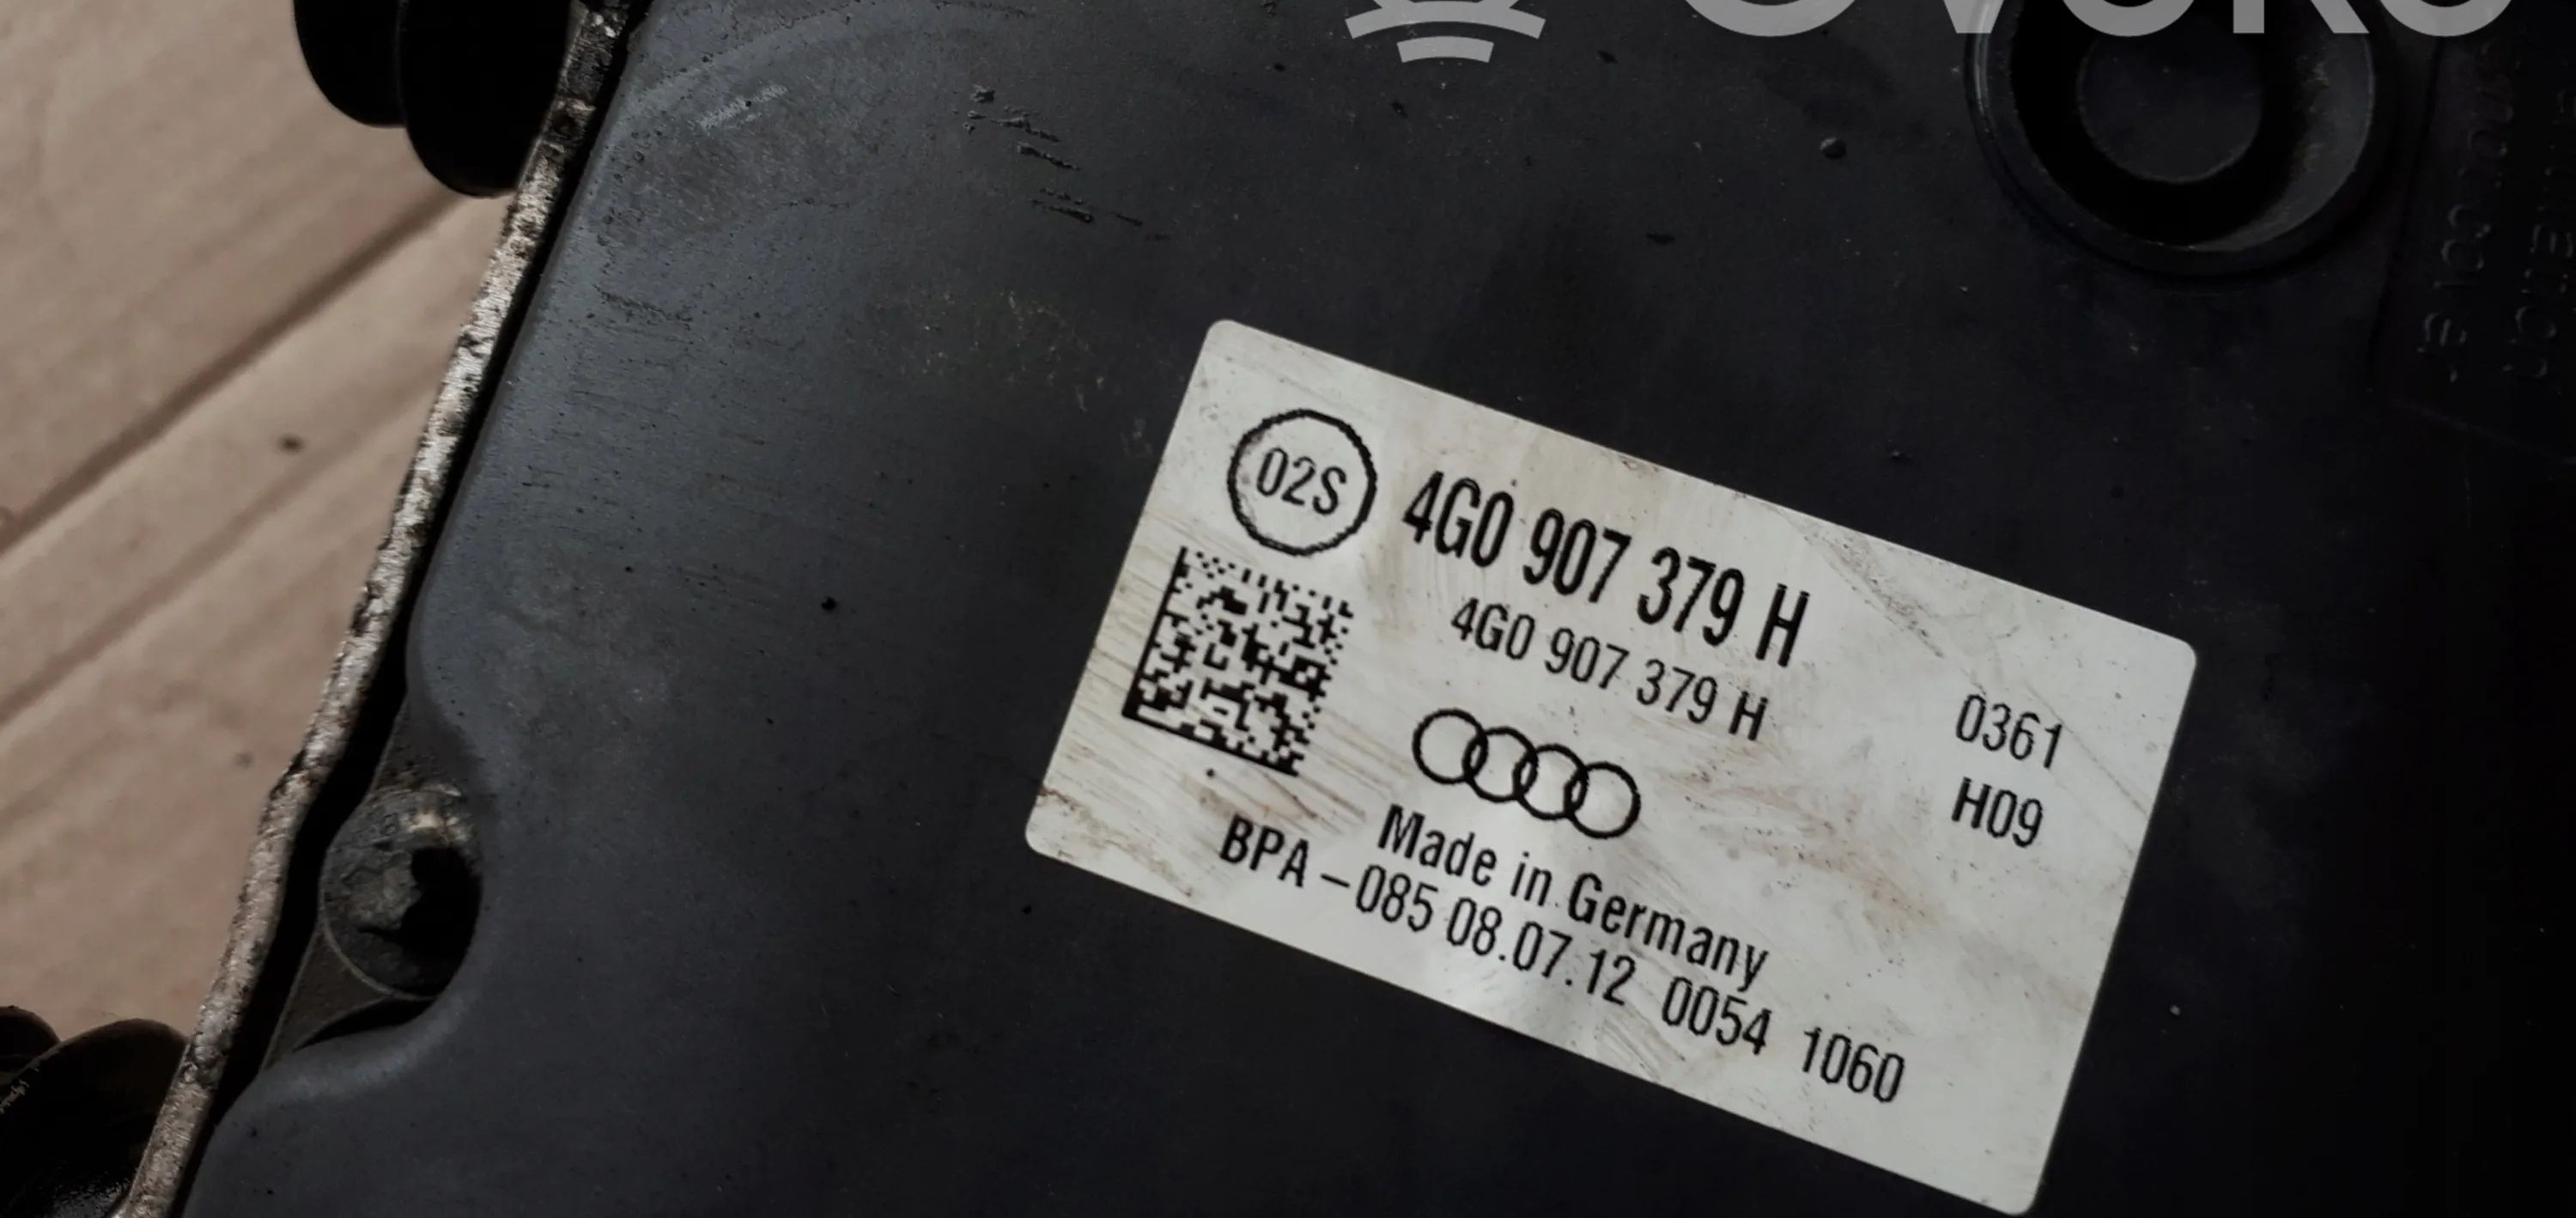 02S
4G0 907 379 H
4G0 907 379 H
0361
H09
Made in Germany
BPA -085 08.07.12 0054 1060